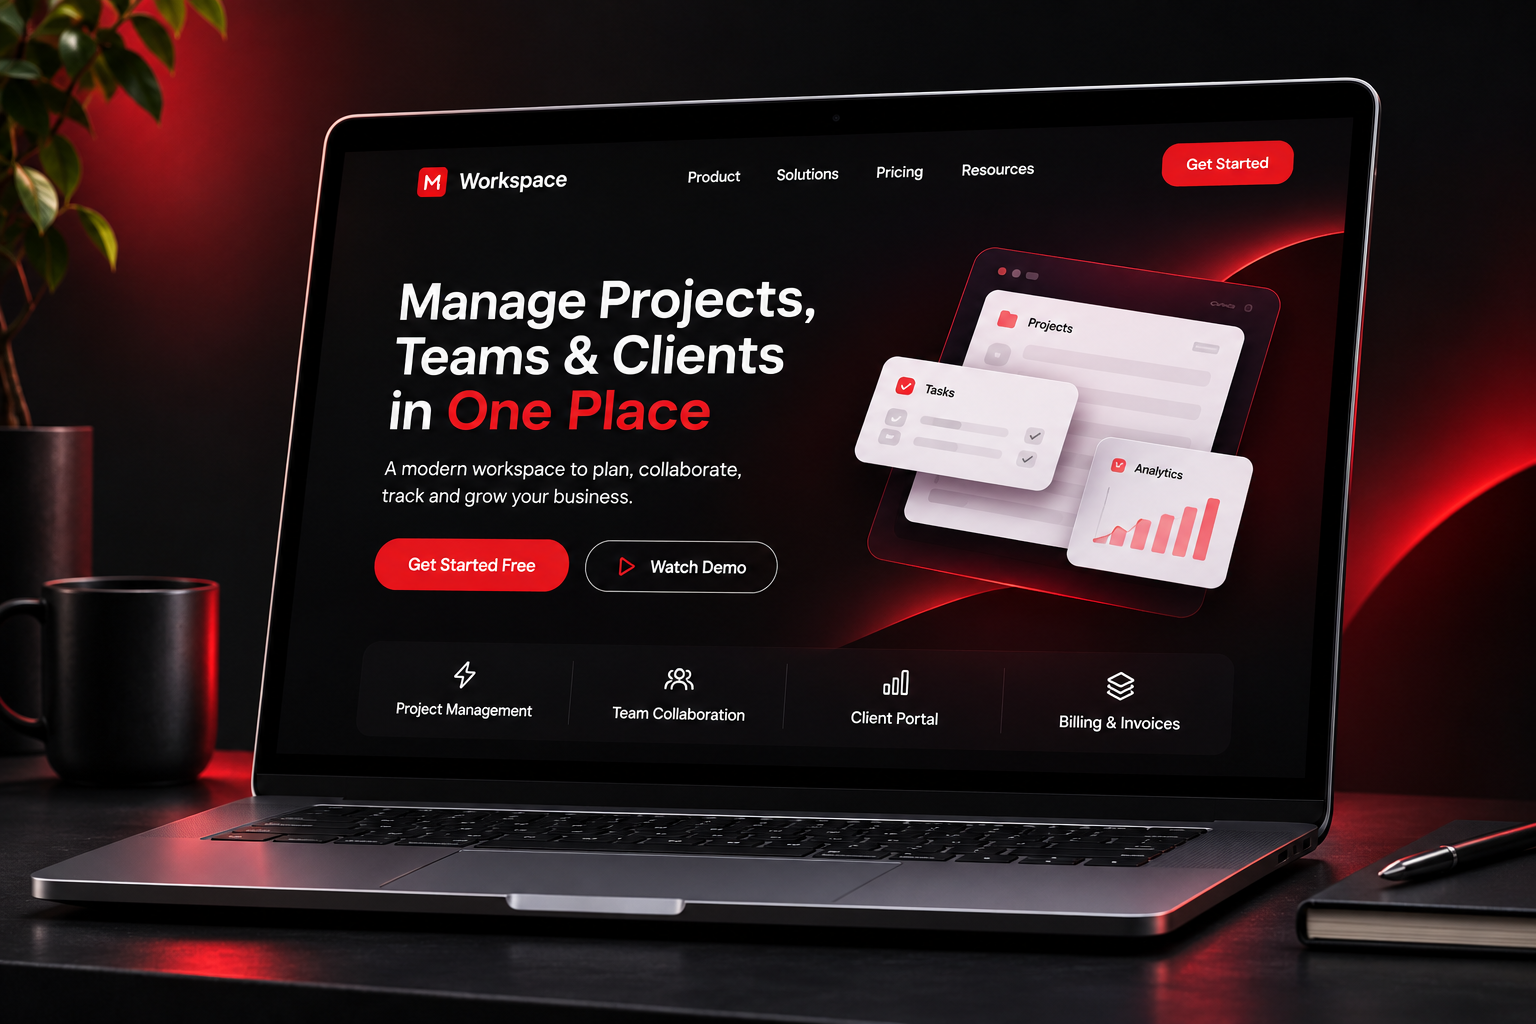 M Workspace
Product
Solutions
Pricing
Resources
Get Started
Manage Projects,
Teams & Clients
in One Place
A modern workspace to plan, collaborate,
track and grow your business.
Get Started Free
Watch Demo
Projects
Tasks
Analytics
Project Management
Team Collaboration
Client Portal
Billing & Invoices